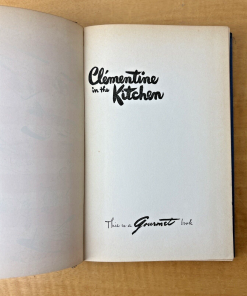 Clémentine
in the Kitchen
This is a Gourmet book